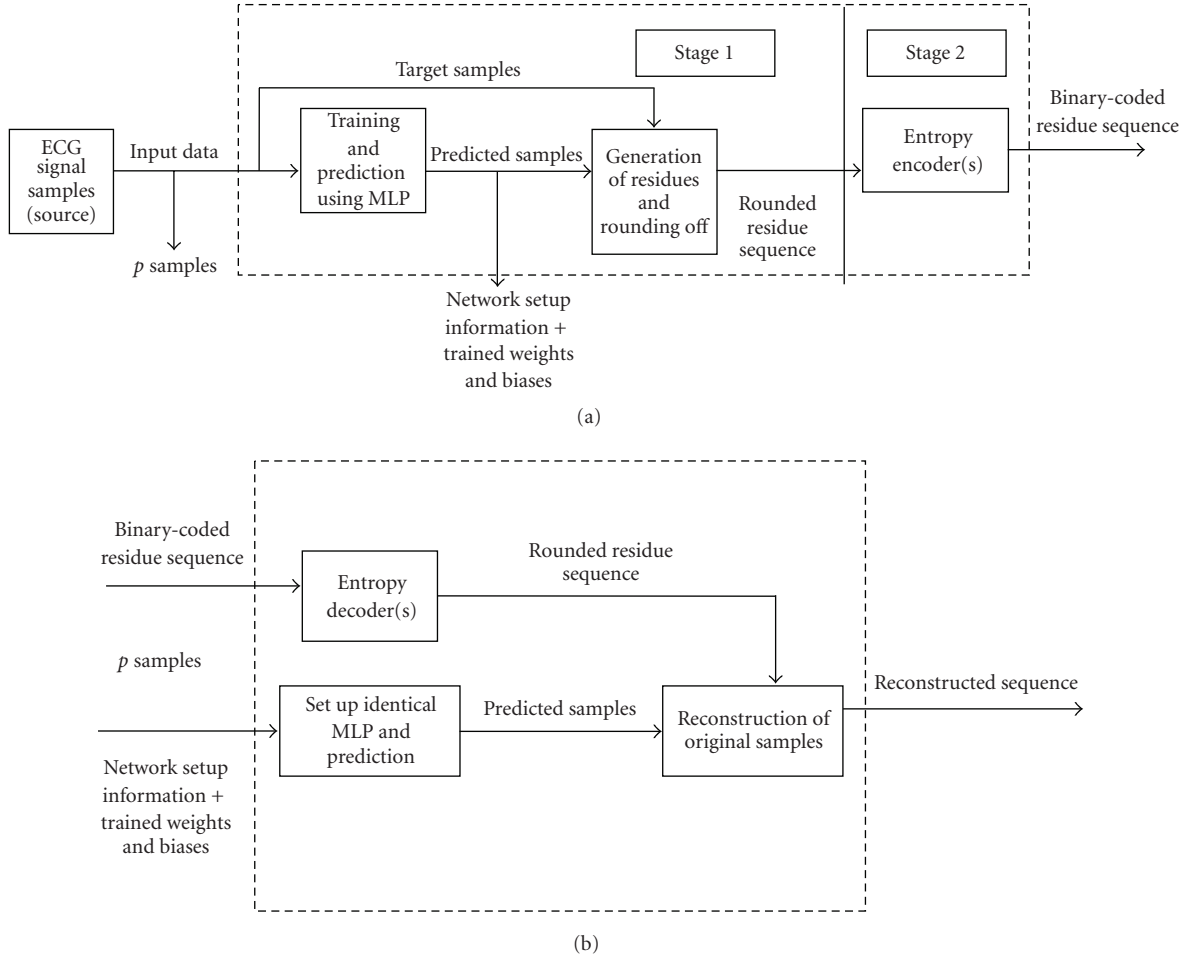 Stage 1
Stage 2
Target samples
ECG
signal
samples
(source)
Input data
p samples
Training
and
prediction
using MLP
Predicted samples
Generation
of residues
and
rounding off
Rounded
residue
sequence
Entropy
encoder(s)
Binary-coded
residue sequence
Network setup
information +
trained weights
and biases
(a)
Binary-coded
residue sequence
Entropy
decoder(s)
Rounded residue
sequence
p samples
Set up identical
MLP and
prediction
Predicted samples
Reconstruction of
original samples
Reconstructed sequence
Network setup
information +
trained weights
and biases
(b)